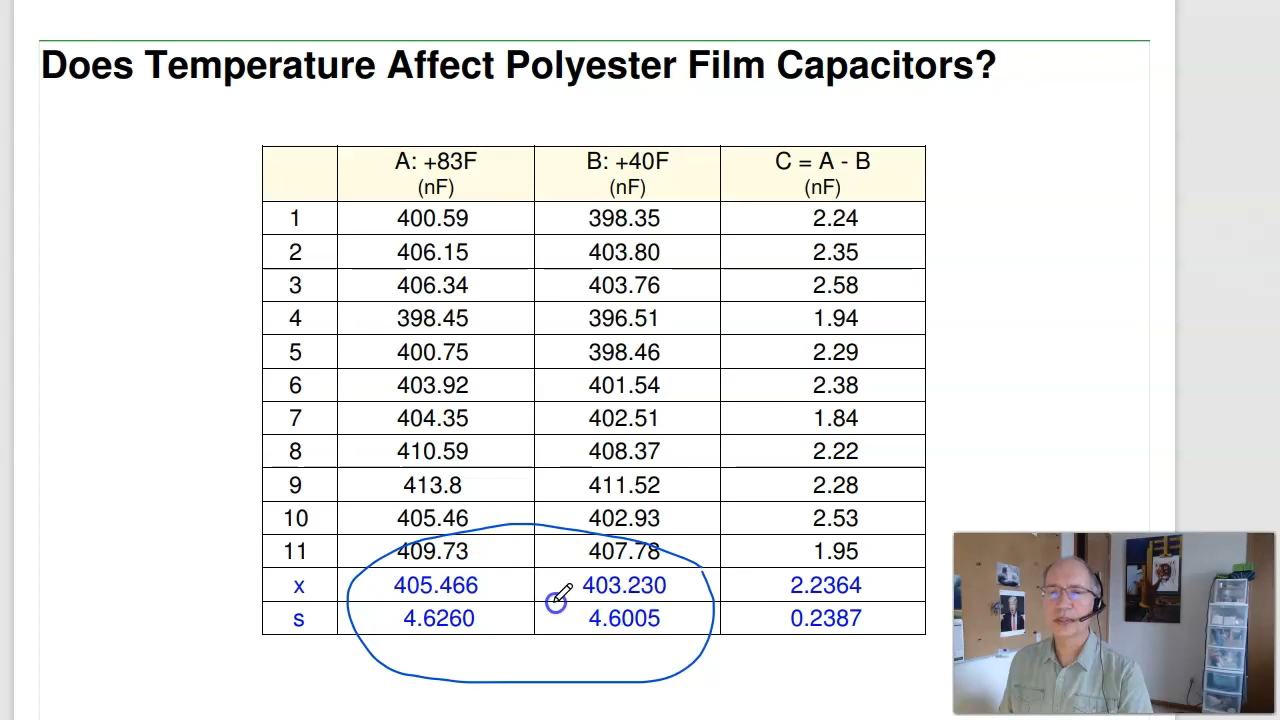 Does Temperature Affect Polyester Film Capacitors?
A: +83F B: +40F C = A - B
(nF) (nF) (nF)
1 400.59 398.35 2.24
2 406.15 403.80 2.35
3 406.34 403.76 2.58
4 398.45 396.51 1.94
5 400.75 398.46 2.29
6 403.92 401.54 2.38
7 404.35 402.51 1.84
8 410.59 408.37 2.22
9 413.8 411.52 2.28
10 405.46 402.93 2.53
11 409.73 407.78 1.95
x 405.466 403.230 2.2364
s 4.6260 4.6005 0.2387